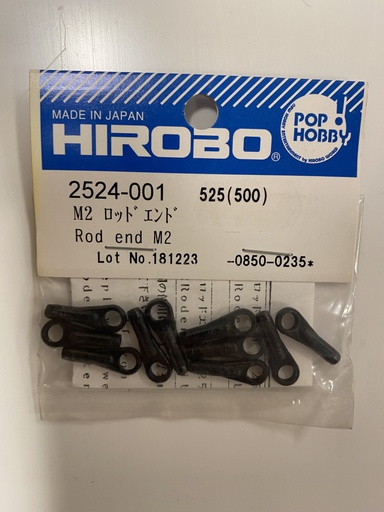 MADE IN JAPAN
HIROBO®
POP!
HOBBY
2524-001 525(500)
M2 ロッドエンド
Rod end M2
Lot No.181223 -0850-0235*